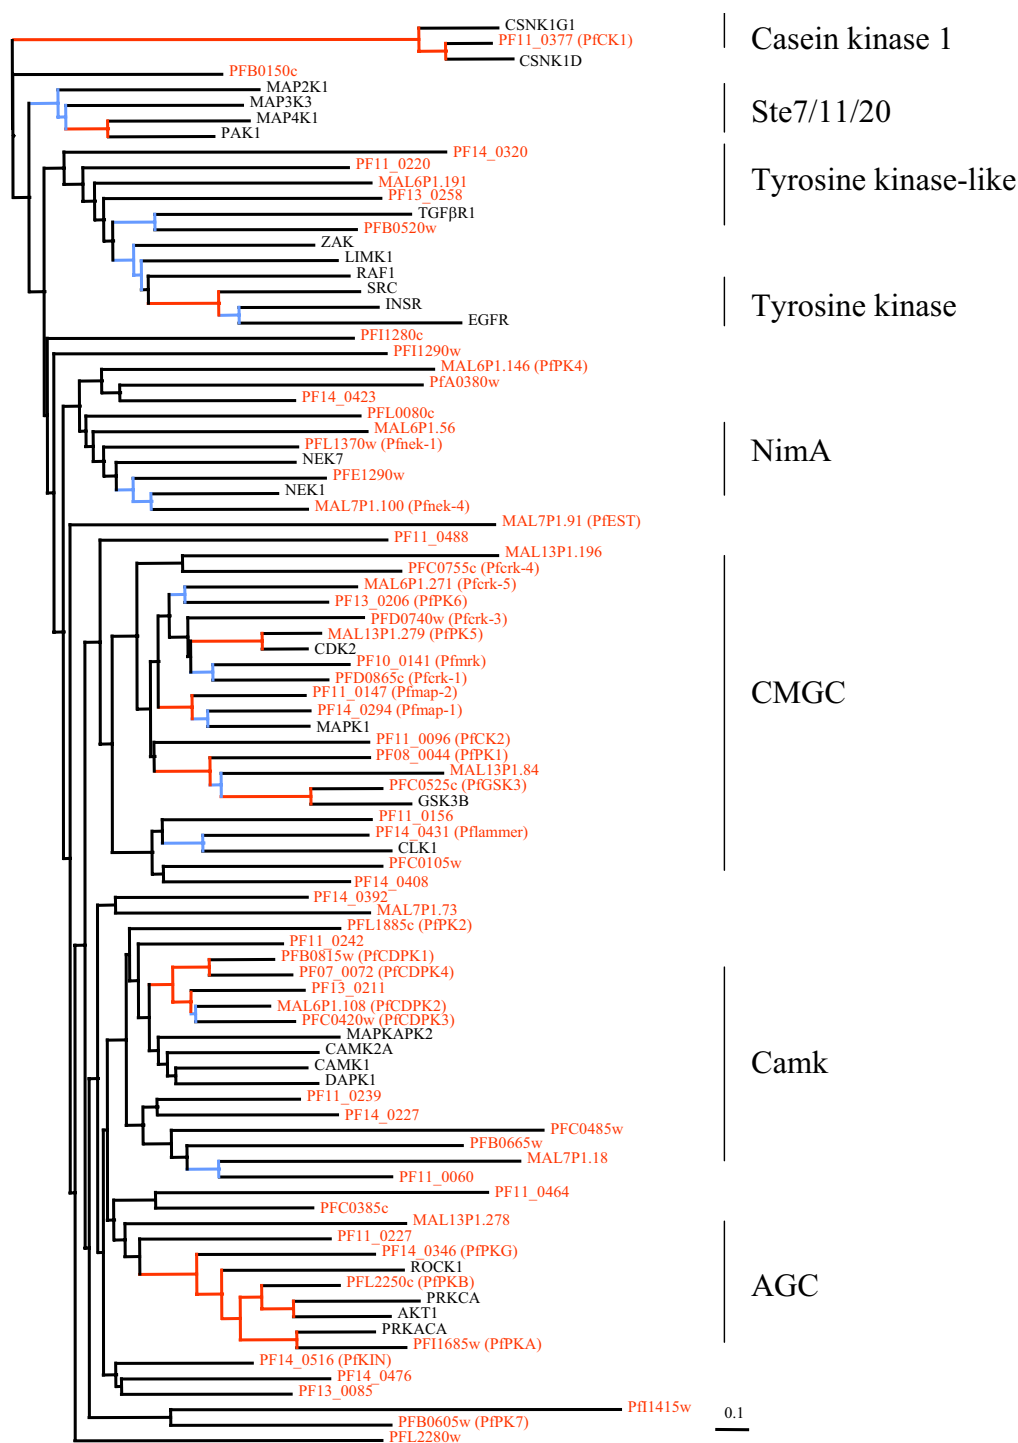 CSNK1G1
PF11_0377 (PfCK1)
CSNK1D
Casein kinase 1
PFB0150c
MAP2K1
MAP3K3
MAP4K1
PAK1
Ste7/11/20
PF14_0320
PF11_0220
MAL6P1.191
PF13_0258
TGFβR1
PFB0520w
Tyrosine kinase-like
ZAK
LIMK1
RAF1
SRC
INSR
EGFR
Tyrosine kinase
PFI1280c
PFI1290w
MAL6P1.146 (PfPK4)
PfA0380w
PF14_0423
PFL0080c
MAL6P1.56
PFL1370w (Pfnek-1)
NEK7
PFE1290w
NEK1
MAL7P1.100 (Pfnek-4)
NimA
MAL7P1.91 (PfEST)
PF11_0488
MAL13P1.196
PFC0755c (Pfcrk-4)
MAL6P1.271 (Pfcrk-5)
PF13_0206 (PfPK6)
PFD0740w (Pfcrk-3)
MAL13P1.279 (PfPK5)
CDK2
PF10_0141 (Pfmrk)
PFD0865c (Pfcrk-1)
PF11_0147 (Pfmap-2)
PF14_0294 (Pfmap-1)
MAPK1
PF11_0096 (PfCK2)
PF08_0044 (PfPK1)
MAL13P1.84
PFC0525c (PfGSK3)
GSK3B
PF11_0156
PF14_0431 (Pflammer)
CLK1
PFC0105w
PF14_0408
CMGC
PF14_0392
MAL7P1.73
PFL1885c (PfPK2)
PF11_0242
PFB0815w (PfCDPK1)
PF07_0072 (PfCDPK4)
PF13_0211
MAL6P1.108 (PfCDPK2)
PFC0420w (PfCDPK3)
MAPKAPK2
CAMK2A
CAMK1
DAPK1
PF11_0239
PF14_0227
PFC0485w
PFB0665w
MAL7P1.18
PF11_0060
Camk
PF11_0464
PFC0385c
MAL13P1.278
PF11_0227
PF14_0346 (PfPKG)
ROCK1
PFL2250c (PfPKB)
PRKCA
AKT1
PRKACA
PFI1685w (PfPKA)
AGC
PF14_0516 (PfKIN)
PF14_0476
PF13_0085
PfI1415w
PFB0605w (PfPK7)
PFL2280w
0.1